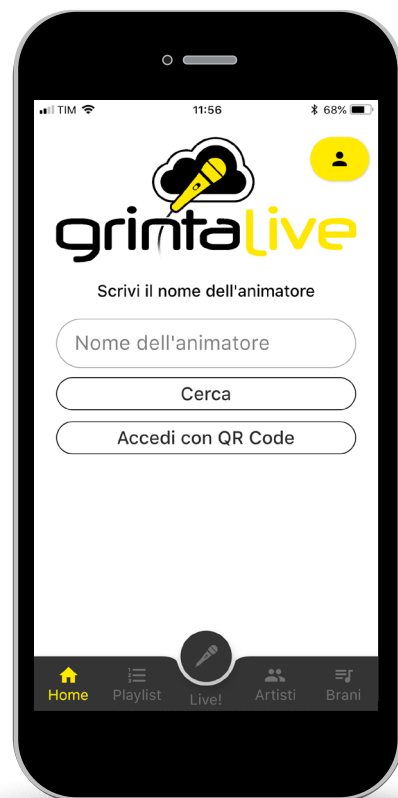 TIM
11:56
68%
grintalive
Scrivi il nome dell'animatore
Nome dell'animatore
Cerca
Accedi con QR Code
Home Playlist Live! Artisti Brani